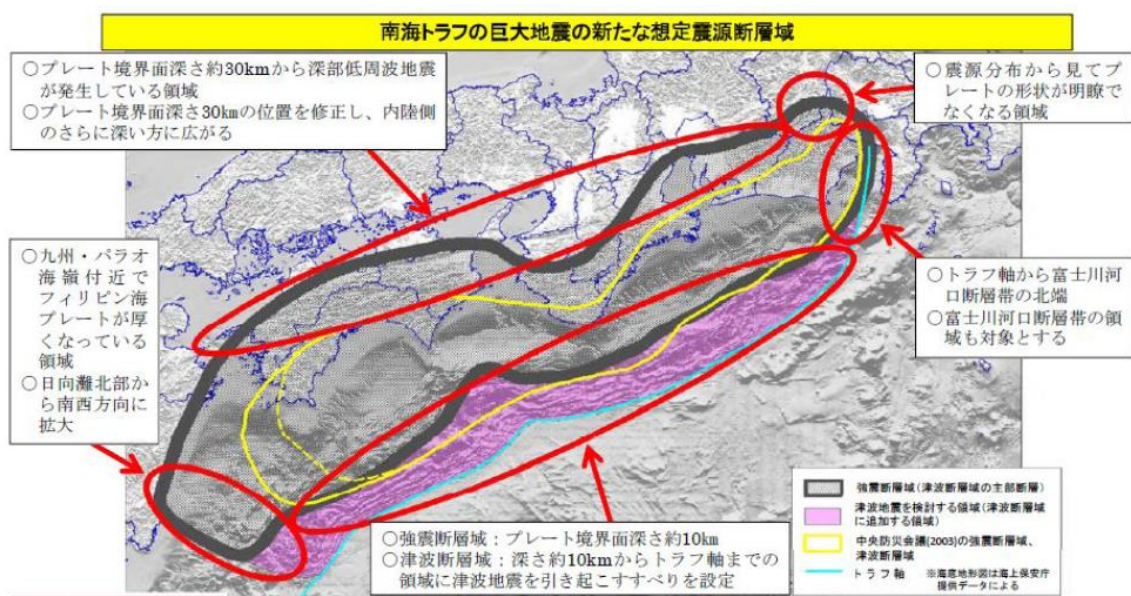 南海トラフの巨大地震の新たな想定震源断層域
○プレート境界面深さ約30kmから深部低周波地震
が発生している領域
○プレート境界面深さ30kmの位置を修正し、内陸側
のさらに深い方に広がる
○震源分布から見てプ
レートの形状が明瞭で
なくなる領域
○九州・パラオ
海嶺付近で
フィリピン海
プレートが厚
くなっている
領域
○日向灘北部か
ら南西方向に
拡大
○トラフ軸から富士川河
口断層帯の北端
○富士川河口断層帯の領
域も対象とする
○強震断層域：プレート境界面深さ約10km
○津波断層域：深さ約10kmからトラフ軸までの
領域に津波地震を引き起こすすべりを設定
強震断層域(津波断層域の主部断層)
津波地震を検討する領域(津波断層域
に追加する領域)
中央防災会議(2003)の強震断層域、
津波断層域
トラフ軸
※海底地形図は海上保安庁
提供データによる